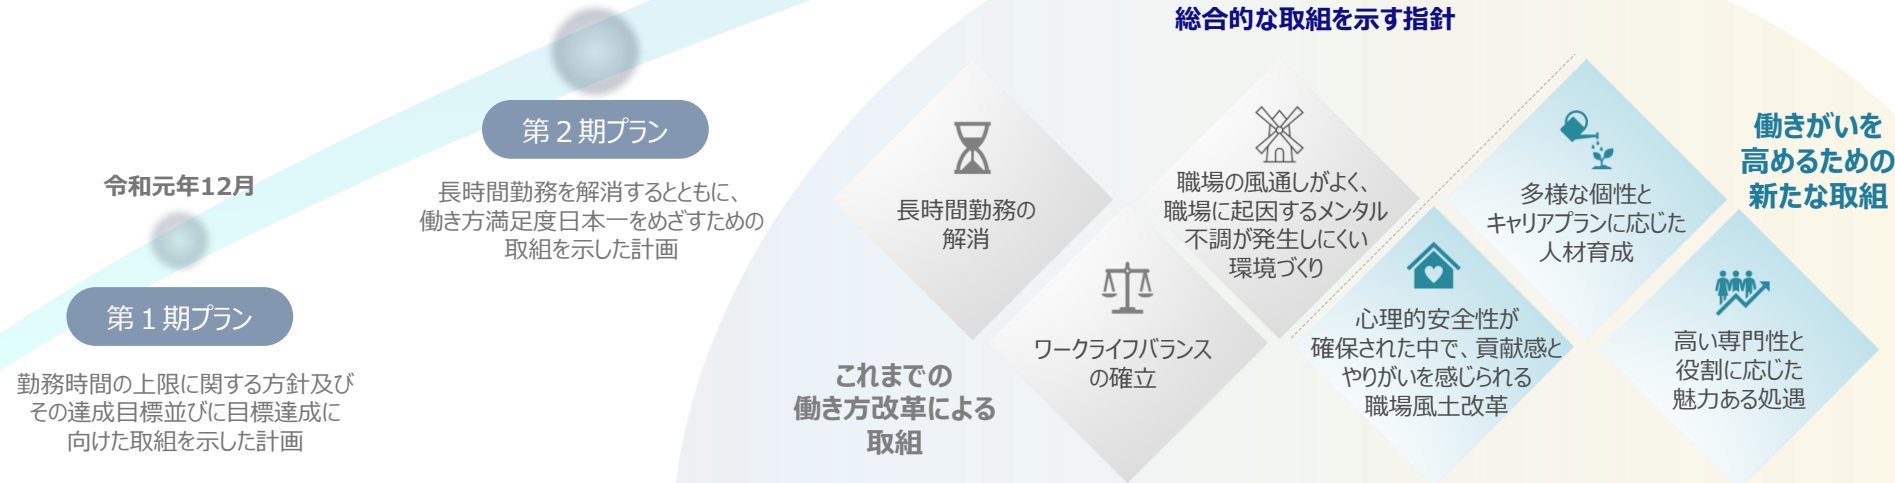 総合的な取組を示す指針
令和元年12月
第１期プラン
勤務時間の上限に関する方針及び
その達成目標並びに目標達成に
向けた取組を示した計画
第２期プラン
長時間勤務を解消するとともに、
働き方満足度日本一をめざすための
取組を示した計画
これまでの
働き方改革による
取組
長時間勤務の
解消
ワークライフバランス
の確立
職場の風通しがよく、
職場に起因するメンタル
不調が発生しにくい
環境づくり
心理的安全性が
確保された中で、貢献感と
やりがいを感じられる
職場風土改革
多様な個性と
キャリアプランに応じた
人材育成
高い専門性と
役割に応じた
魅力ある処遇
働きがいを
高めるための
新たな取組